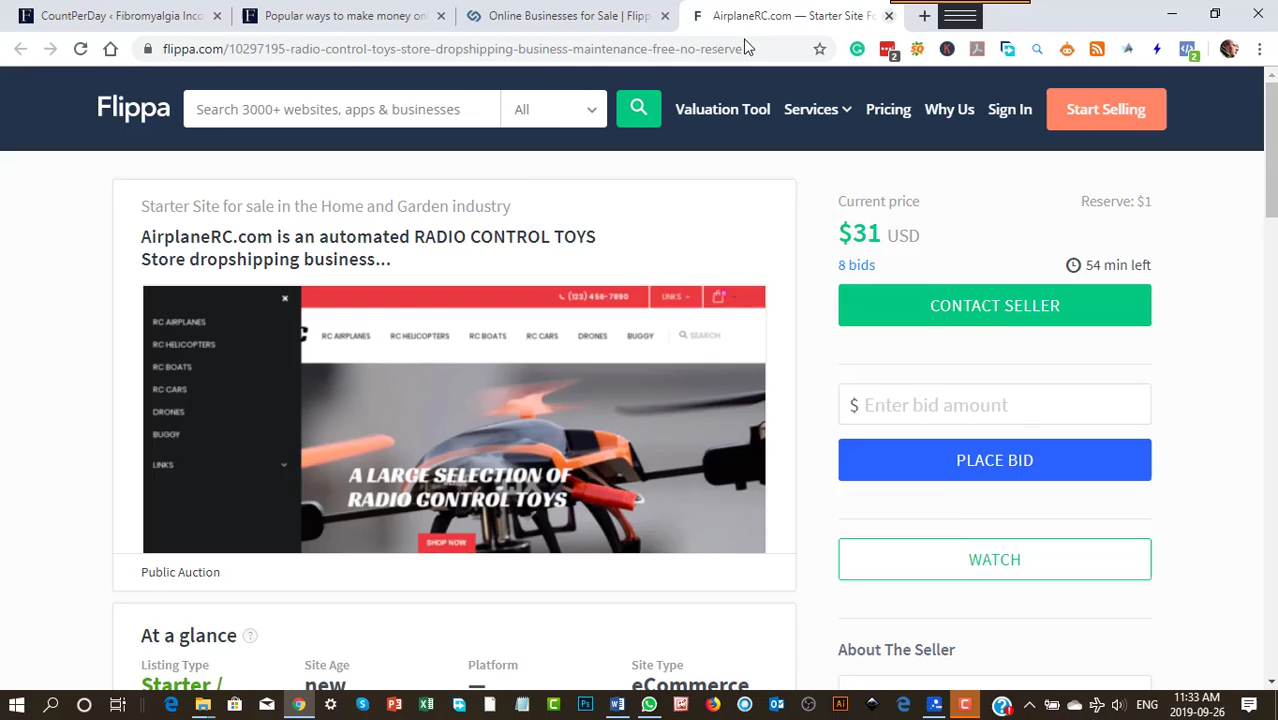 CountPerDay ‹ Fibromyalgia Inco
Popular ways to make money on
Online Businesses for Sale | Flipp
AirplaneRC.com — Starter Site Fo
flippa.com/10297195-radio-control-toys-store-dropshipping-business-maintenance-free-no-reserve
2
2
Flippa
Search 3000+ websites, apps & businesses
All
Valuation Tool
Services
Pricing
Why Us
Sign In
Start Selling
Starter Site for sale in the Home and Garden industry
AirplaneRC.com is an automated RADIO CONTROL TOYS
Store dropshipping business...
(123) 456-7890
LINKS
RC AIRPLANES
RC HELICOPTERS
RC BOATS
RC CARS
DRONES
BUGGY
LINKS
RC AIRPLANES
RC HELICOPTERS
RC BOATS
RC CARS
DRONES
BUGGY
SEARCH
A LARGE SELECTION OF
RADIO CONTROL TOYS
SHOP NOW
Public Auction
At a glance ?
Listing Type
Site Age
Platform
Site Type
Starter /
new
—
eCommerce
Current price
Reserve: $1
$31 USD
8 bids
54 min left
CONTACT SELLER
$ Enter bid amount
PLACE BID
WATCH
About The Seller
11:33 AM
2019-09-26